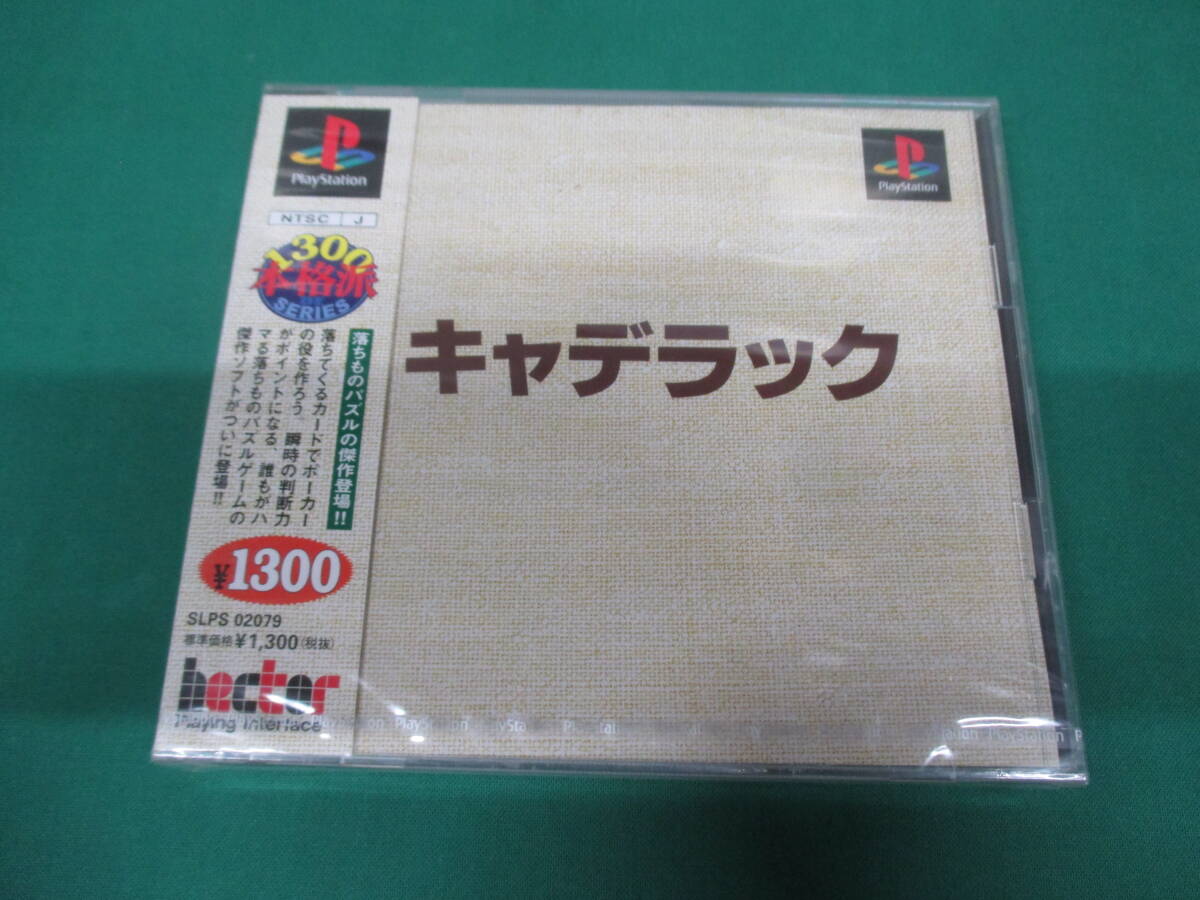 PlayStation
NTSC J
1300
本格派
SERIES
落ちものパズルの傑作登場!!
落ちてくるカードでポーカー
の役を作ろう。瞬時の判断力
がポイントになる、誰もがハ
マる落ちものパズルゲームの
傑作ソフトがついに登場!!
¥1300
SLPS 02079
標準価格¥1,300(税抜)
hector
Playing Interface
キャデラック
PlayStation
PlayStation
PlayStation